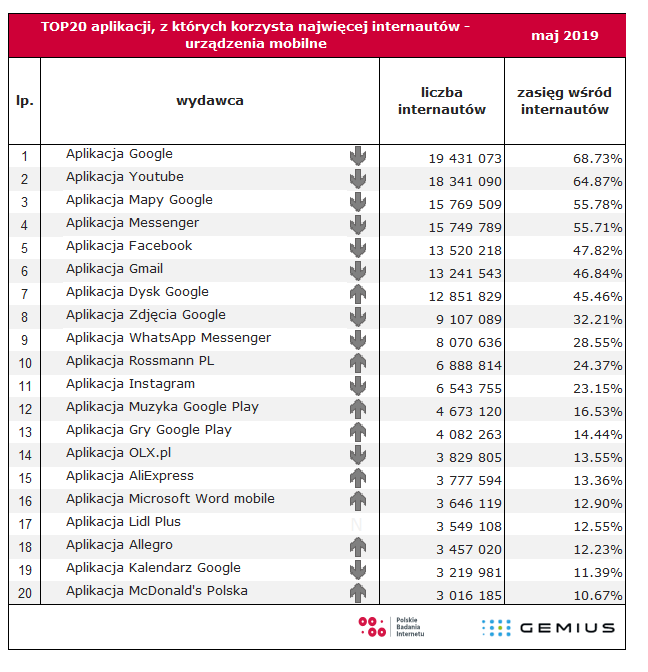 TOP20 aplikacji, z których korzysta najwięcej internautów -
urządzenia mobilne
maj 2019
lp. wydawca liczba internautów zasięg wśród internautów
1 Aplikacja Google 19 431 073 68.73%
2 Aplikacja Youtube 18 341 090 64.87%
3 Aplikacja Mapy Google 15 769 509 55.78%
4 Aplikacja Messenger 15 749 789 55.71%
5 Aplikacja Facebook 13 520 218 47.82%
6 Aplikacja Gmail 13 241 543 46.84%
7 Aplikacja Dysk Google 12 851 829 45.46%
8 Aplikacja Zdjęcia Google 9 107 089 32.21%
9 Aplikacja WhatsApp Messenger 8 070 636 28.55%
10 Aplikacja Rossmann PL 6 888 814 24.37%
11 Aplikacja Instagram 6 543 755 23.15%
12 Aplikacja Muzyka Google Play 4 673 120 16.53%
13 Aplikacja Gry Google Play 4 082 263 14.44%
14 Aplikacja OLX.pl 3 829 805 13.55%
15 Aplikacja AliExpress 3 777 594 13.36%
16 Aplikacja Microsoft Word mobile 3 646 119 12.90%
17 Aplikacja Lidl Plus N 3 549 108 12.55%
18 Aplikacja Allegro 3 457 020 12.23%
19 Aplikacja Kalendarz Google 3 219 981 11.39%
20 Aplikacja McDonald's Polska 3 016 185 10.67%
Polskie
Badania
Internetu
GEMIUS